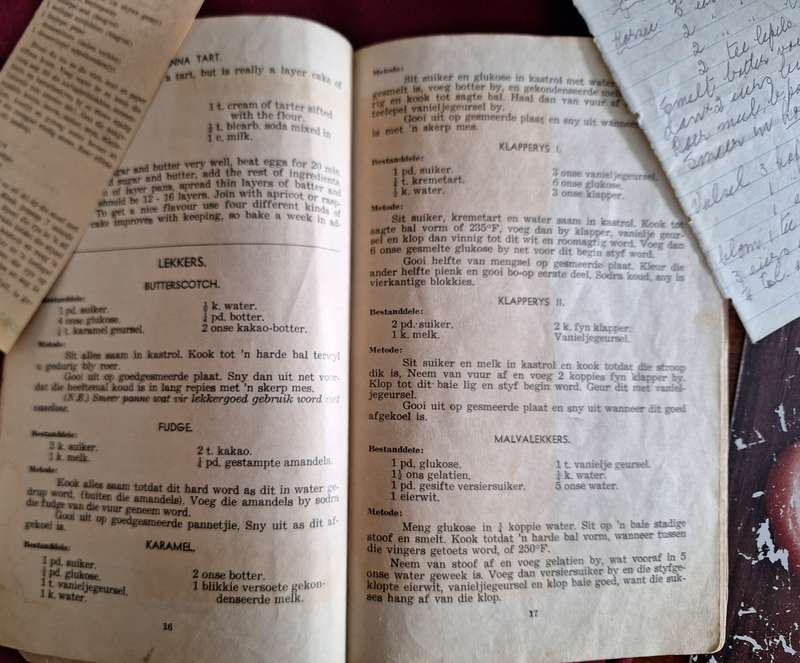 NNA TART.
a tart, but is really a layer cake of
1 t. cream of tarter sifted
with the flour.
½ t. bicarb. soda mixed in
1 c. milk.
gar and butter very well, beat eggs for 20 min.
sugar and butter, add the rest of ingredients
of layer pans, spread thin layers of batter and
should be 12 - 16 layers. Join with apricot or
To get a nice flavour use four different kinds of
cake improves with keeping, so bake a week in ad-
LEKKERS.
BUTTERSCOTCH.
Bestanddele:
1 pd. suiker.
4 onse glukose.
t. karamel geursel.
½ k. water.
¼ pd. botter.
2 onse kakao-botter.
Metode:
Sit alles saam in kastrol. Kook tot 'n harde bal terwyl
u gedurig bly roer.
Gooi uit op goedgesmeerde plaat. Sny dan uit net voor-
dat die heeltemal koud is in lang repies met 'n skerp mes.
(N.B.) Smeer panne wat vir lekkergoed gebruik word met
vaseline.
FUDGE.
Bestanddele:
3 k. suiker.
1 k. melk.
2 t. kakao.
¼ pd. gestampte amandels.
Metode:
Kook alles saam totdat dit hard word as dit in water ge-
drup word, (buiten die amandels). Voeg die amandels by sodra
die fudge van die vuur geneem word.
Gooi uit op goedgesmeerde pannetjie, Sny uit as dit af-
gekoel is.
Bestanddele:
KARAMEL.
1 pd. suiker.
½ pd. glukose.
1 t. vanieljegeursel.
1 k. water.
2 onse botter.
1 blikkie versoete gekon-
denseerde melk.
16
Metode:
Sit suiker en glukose in kastrol met water
gesmelt is, voeg botter by, en gekondenseerde
rig en kook tot sagte bal. Haal dan van vuur af
teelepel vanieljegeursel by.
Gooi uit op gesmeerde plaat en sny uit wanneer
is met 'n skerp mes.
KLAPPERYS I.
Bestanddele:
1 pd. suiker.
t. kremetart.
k. water.
3 onse vanieljegeursel.
6 onse glukose.
3 onse klapper.
Metode:
Sit suiker, kremetart en water saam in kastrol. Kook tot
sagte bal vorm of 235°F, voeg dan by klapper, vanielje geur-
sel en klop dan vinnig tot dit wit en roomagtig word. Voeg dan
6 onse gesmelte glukose by net voor dit begin styf word.
Gooi helfte van mengsel op gesmeerde plaat. Kleur die
ander helfte pienk en gooi bo-op eerste deel. Sodra koud, sny in
vierkantige blokkies.
KLAPPERYS II.
Bestanddele:
2 pd. suiker.
1 k. melk.
2 k. fyn klapper.
Vanieljegeursel.
Metode:
Sit suiker en melk in kastrol en kook totdat die stroop
dik is, Neem van vuur af en voeg 2 koppies fyn klapper by.
Klop tot dit baie lig en styf begin word. Geur dit met vaniel-
jegeursel.
Gooi uit op gesmeerde plaat en sny uit wanneer dit goed
afgekoel is.
MALVALEKKERS.
Bestanddele:
1 pd. glukose.
1½ ons gelatien.
1 pd. gesifte versiersuiker.
1 eierwit.
1 t. vanielje geursel.
¼ k. water.
5 onse water.
Metode:
Meng glukose in ¼ koppie water. Sit op 'n baie stadige
stoof en smelt. Kook totdat 'n harde bal vorm, wanneer tussen
die vingers getoets word, of 250°F.
Neem van stoof af en voeg gelatien by, wat vooraf in 5
onse water geweek is. Voeg dan versiersuiker by en die styfge-
klopte eierwit, vanieljegeursel en klop baie goed, want die suk-
ses hang af van die klop.
17
2 " "
2 "
2 tee lepels
Smelt botter
dan 2 eiers
3 eiers